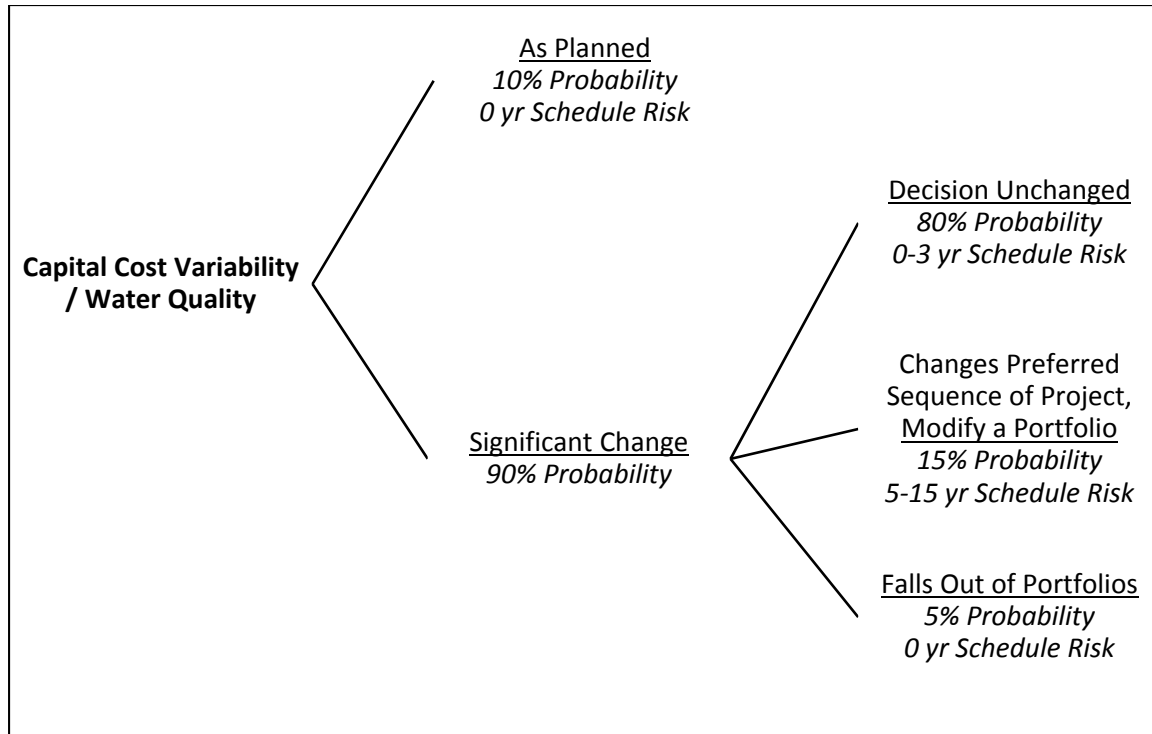 As Planned
10% Probability
0 yr Schedule Risk
Capital Cost Variability
/ Water Quality
Significant Change
90% Probability
Decision Unchanged
80% Probability
0-3 yr Schedule Risk
Changes Preferred
Sequence of Project,
Modify a Portfolio
15% Probability
5-15 yr Schedule Risk
Falls Out of Portfolios
5% Probability
0 yr Schedule Risk